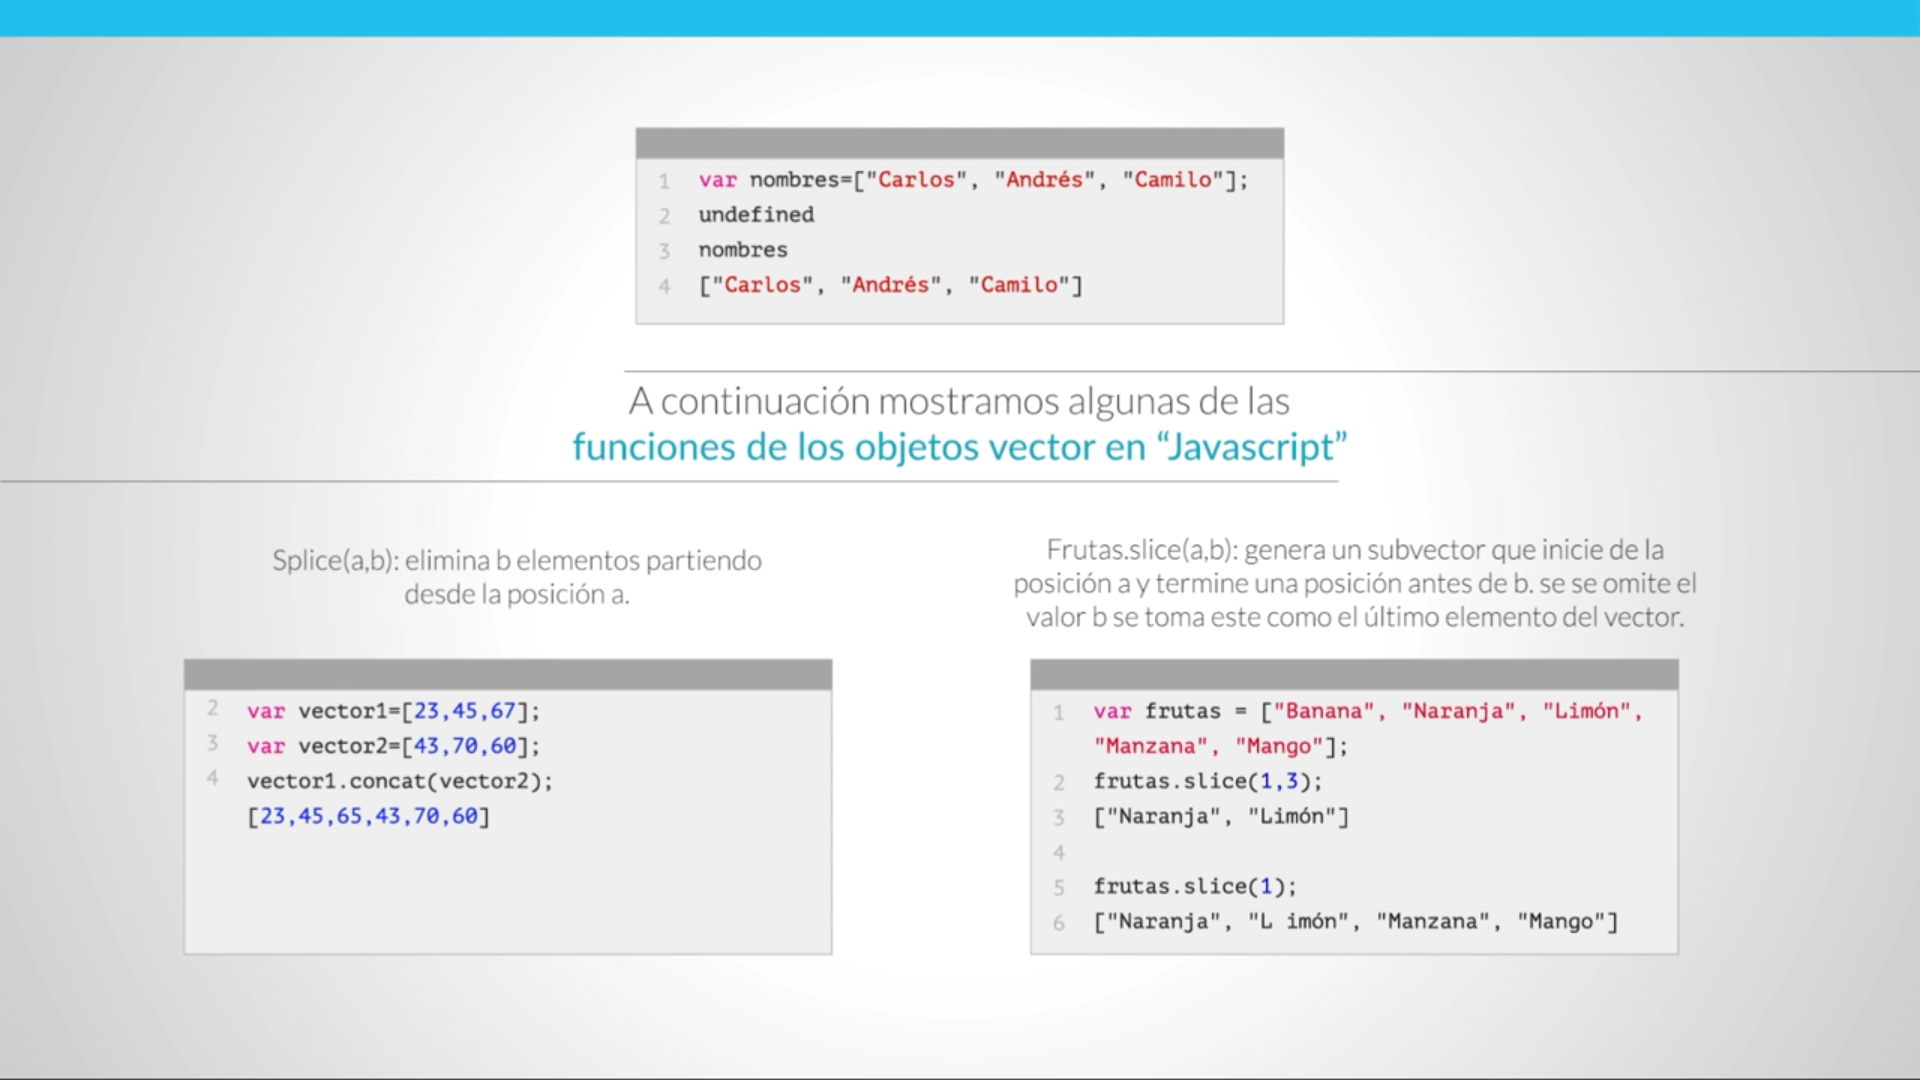 1 var nombres=["Carlos", "Andrés", "Camilo"];
2 undefined
3 nombres
4 ["Carlos", "Andrés", "Camilo"]
A continuación mostramos algunas de las
funciones de los objetos vector en “Javascript”
Splice(a,b): elimina b elementos partiendo
desde la posición a.
2 var vector1=[23,45,67];
3 var vector2=[43,70,60];
4 vector1.concat(vector2);
[23,45,65,43,70,60]
Frutas.slice(a,b): genera un subvector que inicie de la
posición a y termine una posición antes de b. se se omite el
valor b se toma este como el último elemento del vector.
1 var frutas = ["Banana", "Naranja", "Limón",
"Manzana", "Mango"];
2 frutas.slice(1,3);
3 ["Naranja", "Limón"]
4
5 frutas.slice(1);
6 ["Naranja", "L imón", "Manzana", "Mango"]